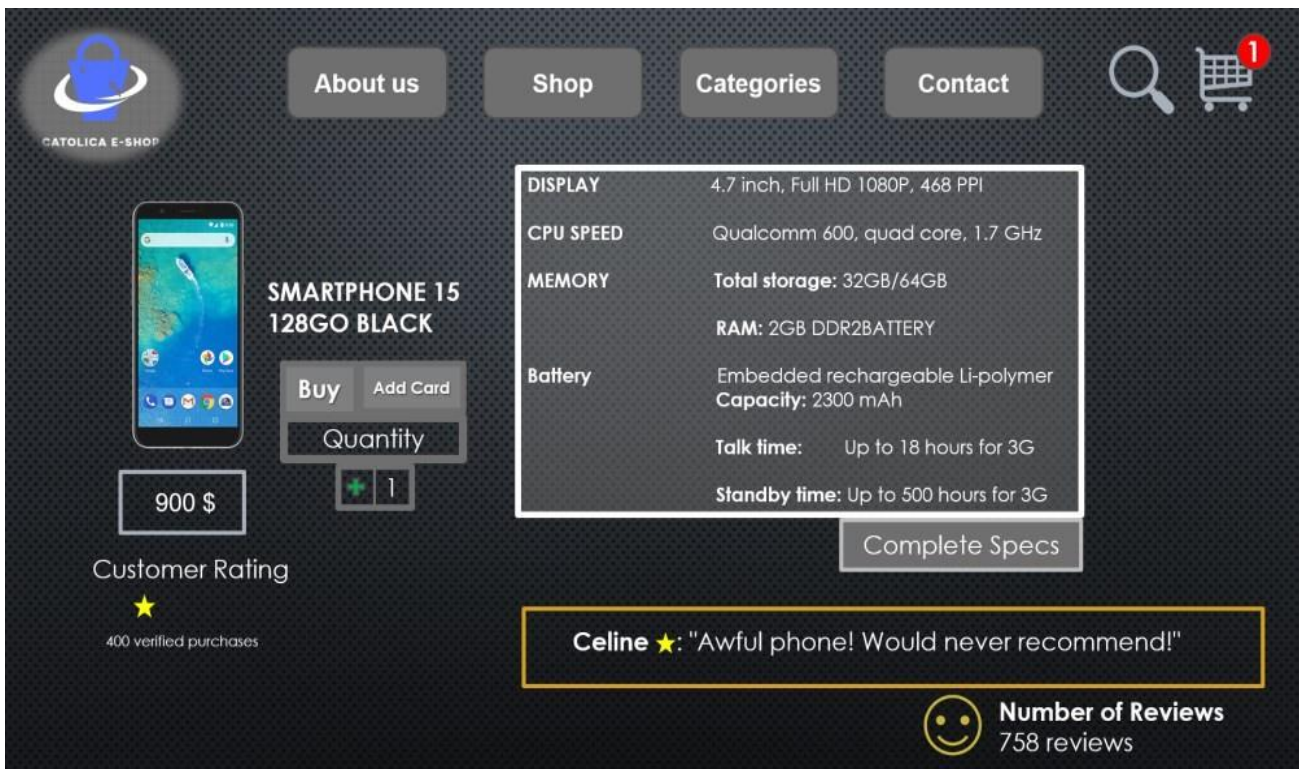 About us
Shop
Categories
Contact
1
CATOLICA E-SHOP
SMARTPHONE 15
128GO BLACK
Buy
Add Card
Quantity
1
900 $
Customer Rating
400 verified purchases
DISPLAY 4.7 inch, Full HD 1080P, 468 PPI
CPU SPEED Qualcomm 600, quad core, 1.7 GHz
MEMORY Total storage: 32GB/64GB
RAM: 2GB DDR2BATTERY
Battery Embedded rechargeable Li-polymer
Capacity: 2300 mAh
Talk time: Up to 18 hours for 3G
Standby time: Up to 500 hours for 3G
Complete Specs
Celine ★: "Awful phone! Would never recommend!"
Number of Reviews
758 reviews